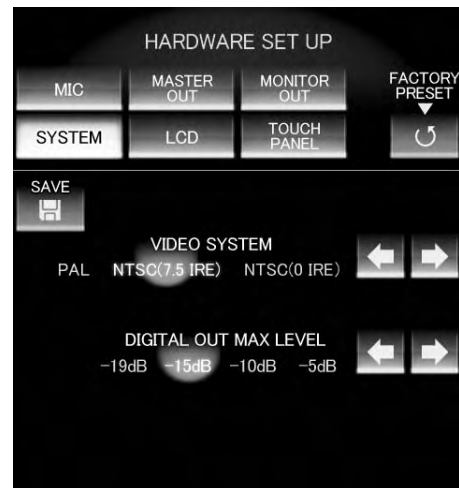 HARDWARE SET UP
MIC
MASTER OUT
MONITOR OUT
FACTORY PRESET
SYSTEM
LCD
TOUCH PANEL
SAVE
VIDEO SYSTEM
PAL NTSC(7.5 IRE) NTSC(0 IRE)
DIGITAL OUT MAX LEVEL
−19dB −15dB −10dB −5dB